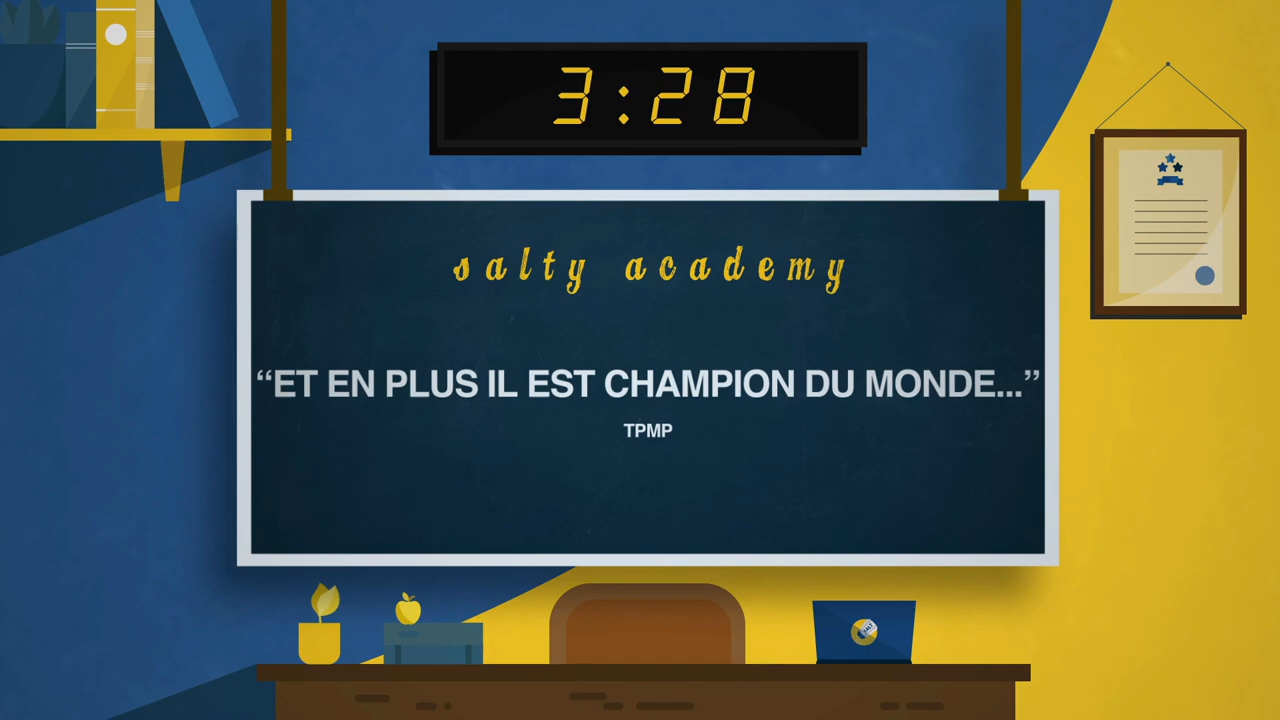 3:28
salty academy
“ET EN PLUS IL EST CHAMPION DU MONDE...”
TPMP